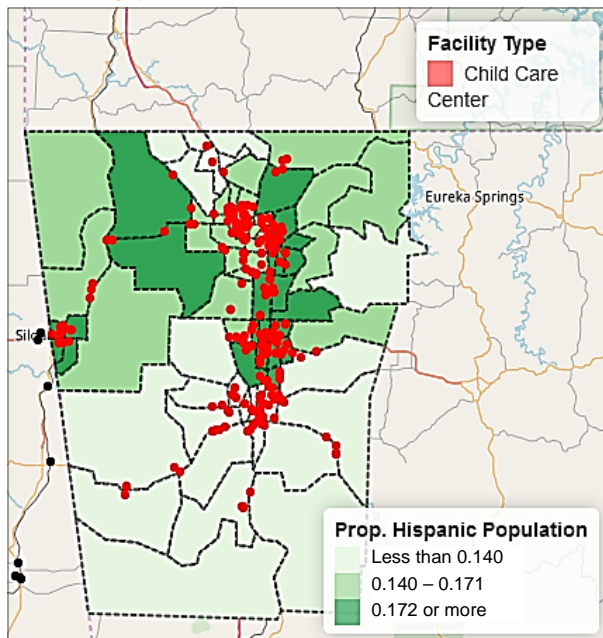 Facility Type
Child Care
Center
Eureka Springs
Silo
Prop. Hispanic Population
Less than 0.140
0.140 – 0.171
0.172 or more